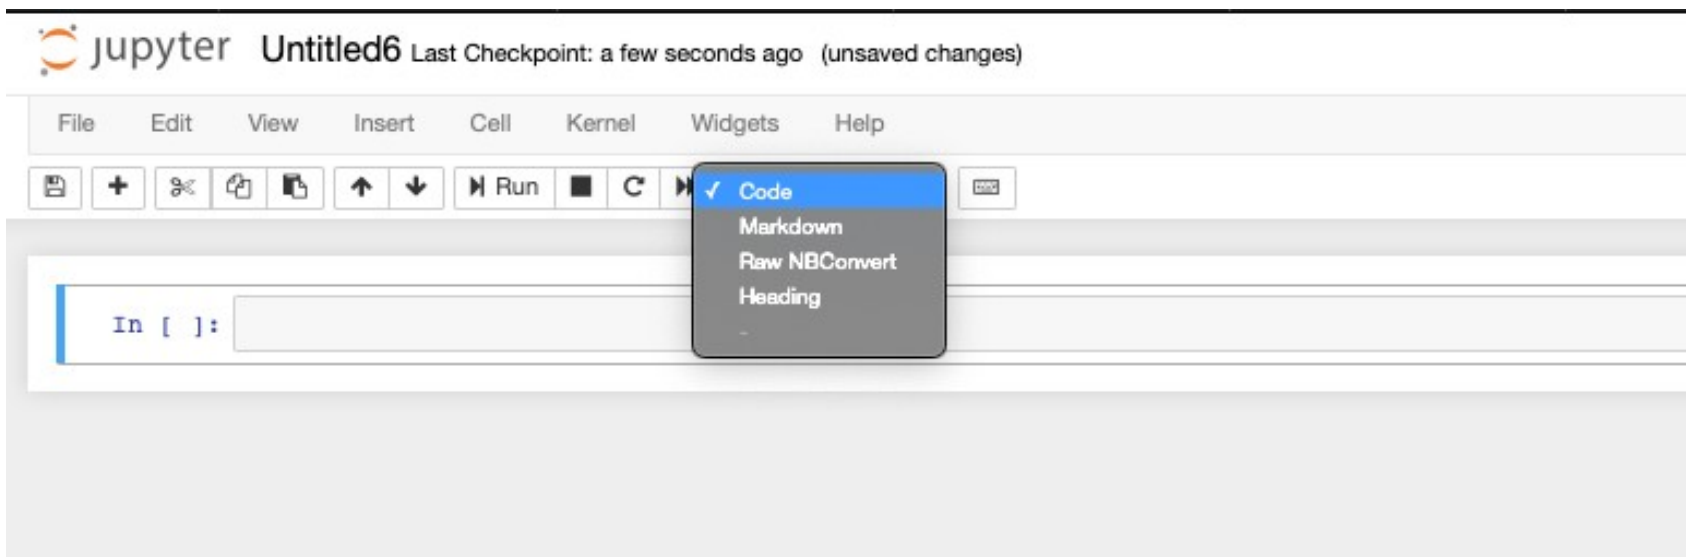 jupyter Untitled6 Last Checkpoint: a few seconds ago (unsaved changes)
File Edit View Insert Cell Kernel Widgets Help
Run
✓ Code
Markdown
Raw NBConvert
Heading
-
In [ ]: